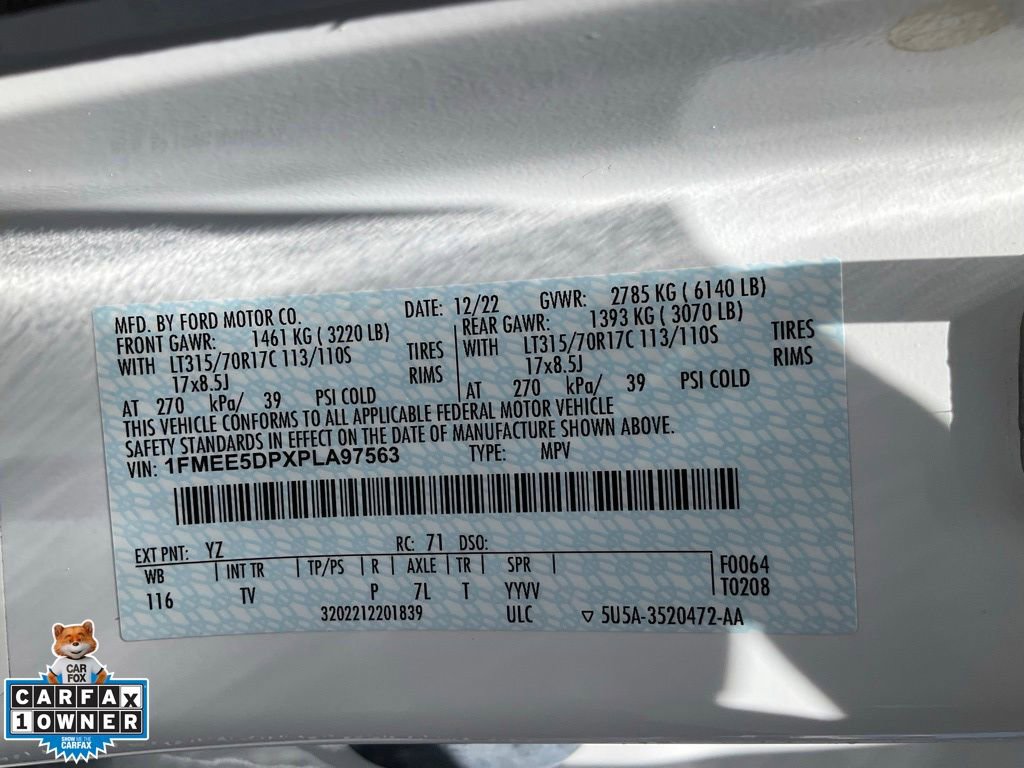 MFD. BY FORD MOTOR CO. DATE: 12/22 GVWR: 2785 KG ( 6140 LB)
FRONT GAWR: 1461 KG ( 3220 LB) REAR GAWR: 1393 KG ( 3070 LB)
WITH LT315/70R17C 113/110S TIRES WITH LT315/70R17C 113/110S TIRES
17x8.5J RIMS 17x8.5J RIMS
AT 270 kPa/ 39 PSI COLD AT 270 kPa/ 39 PSI COLD
THIS VEHICLE CONFORMS TO ALL APPLICABLE FEDERAL MOTOR VEHICLE
SAFETY STANDARDS IN EFFECT ON THE DATE OF MANUFACTURE SHOWN ABOVE.
VIN: 1FMEE5DPXPLA97563 TYPE: MPV
EXT PNT: YZ RC: 71 DSO:
WB INT TR TP/PS R AXLE TR SPR F0064
116 TV P 7L T YYVV T0208
3202212201839 ULC ▽ 5U5A-3520472-AA
CAR
FOX
CARFAX
1 OWNER
SHOW ME THE
CARFAX